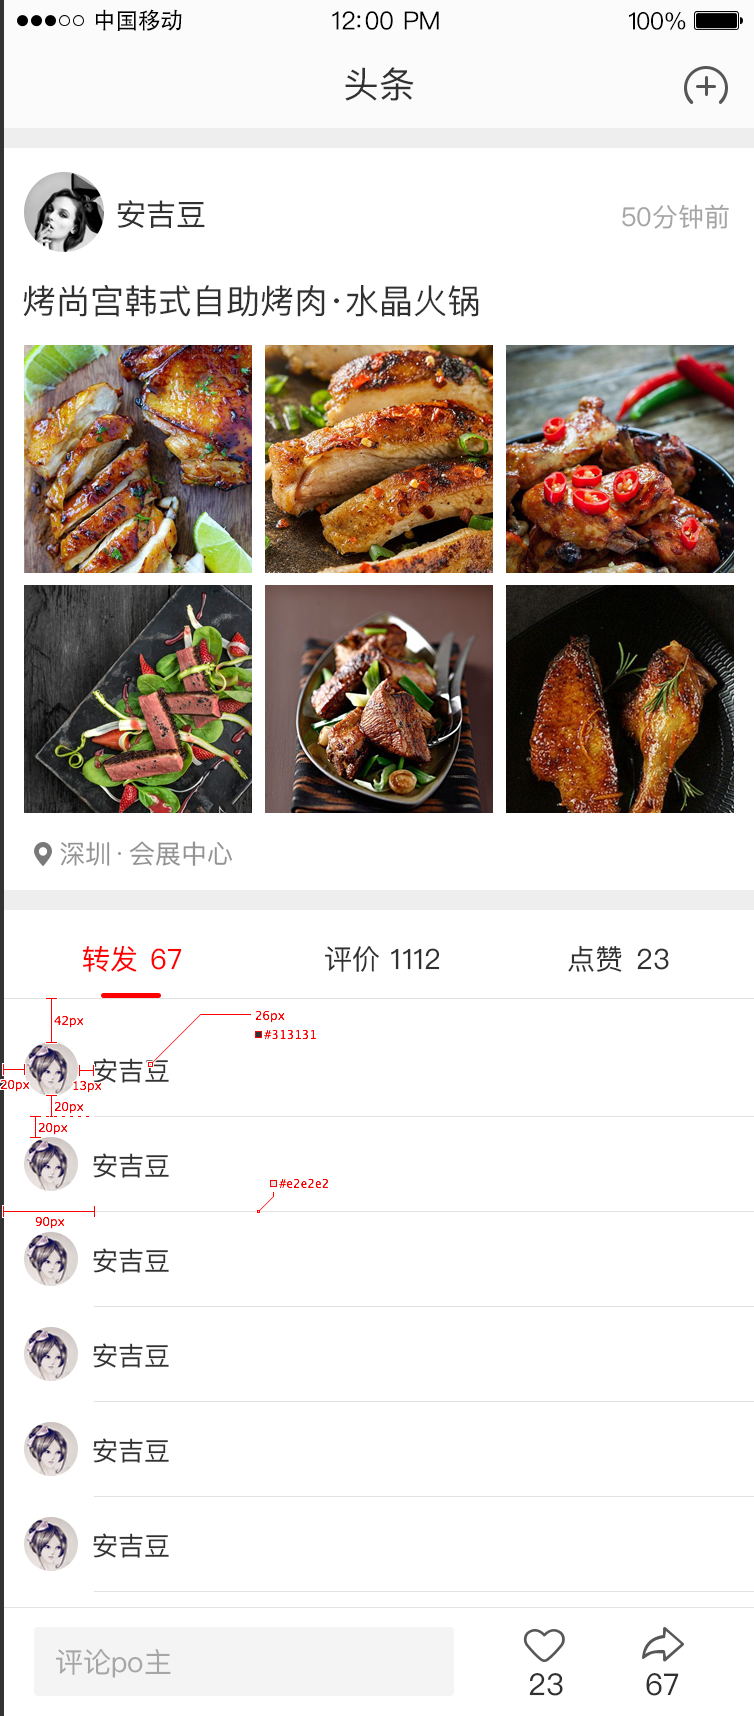 中国移动 12:00 PM 100%
头条
安吉豆 50分钟前
烤尚宫韩式自助烤肉·水晶火锅
深圳 · 会展中心
转发 67 评价 1112 点赞 23
42px
26px
#313131
安吉豆
20px
13px
20px
20px
安吉豆
#e2e2e2
90px
安吉豆
安吉豆
安吉豆
安吉豆
评论po主
23 67